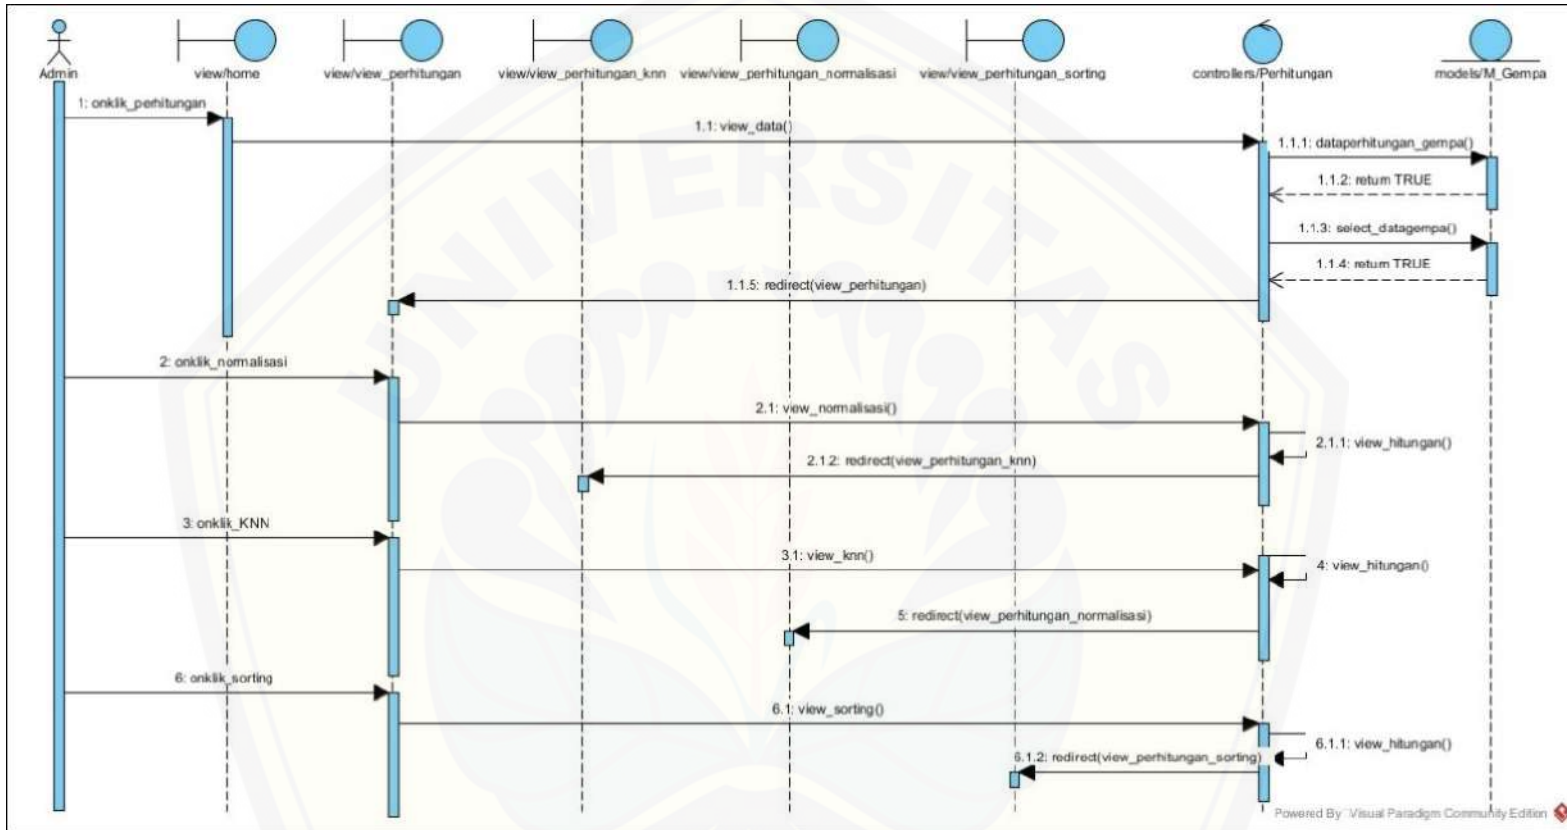 Admin
view/home
view/view_perhitungan
view/view_perhitungan_knn
view/view_perhitungan_normalisasi
view/view_perhitungan_sorting
controllers/Perhitungan
models/M_Gempa
1: onklik_perhitungan
1.1: view_data()
1.1.1: dataperhitungan_gempa()
1.1.2: return TRUE
1.1.3: select_datagempa()
1.1.4: return TRUE
1.1.5: redirect(view_perhitungan)
2: onklik_normalisasi
2.1: view_normalisasi()
2.1.1: view_hitungan()
2.1.2: redirect(view_perhitungan_knn)
3: onklik_KNN
3.1: view_knn()
4: view_hitungan()
5: redirect(view_perhitungan_normalisasi)
6: onklik_sorting
6.1: view_sorting()
6.1.1: view_hitungan()
6.1.2: redirect(view_perhitungan_sorting)
UNIVERSITAS
Powered By Visual Paradigm Community Edition